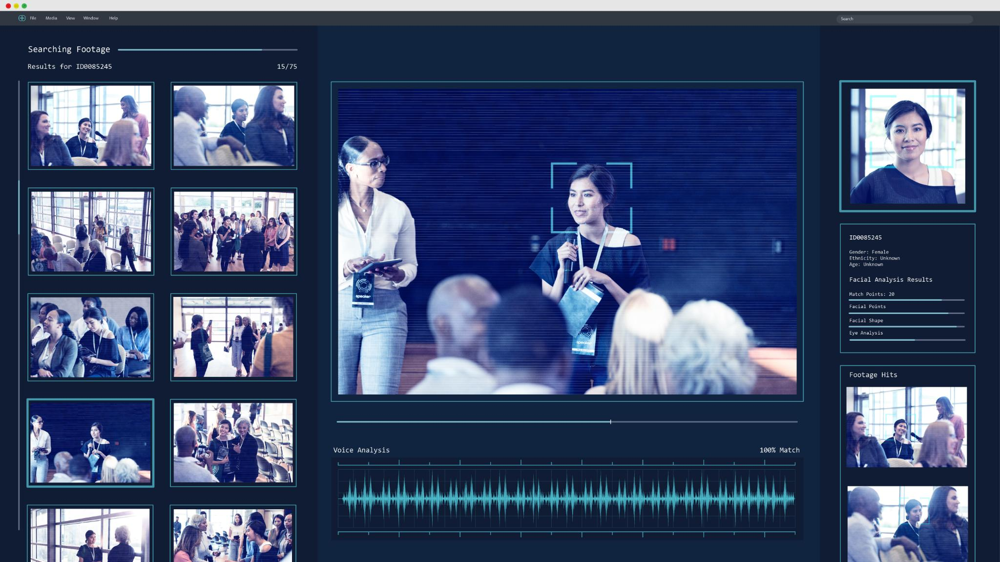 File Media View Window Help
Search
Searching Footage
Results for ID0085245
15/75
speaker
speaker
Voice Analysis
100% Match
ID0085245
Gender: Female
Ethnicity: Unknown
Age: Unknown
Facial Analysis Results
Match Points: 20
Facial Points
Facial Shape
Eye Analysis
Footage Hits